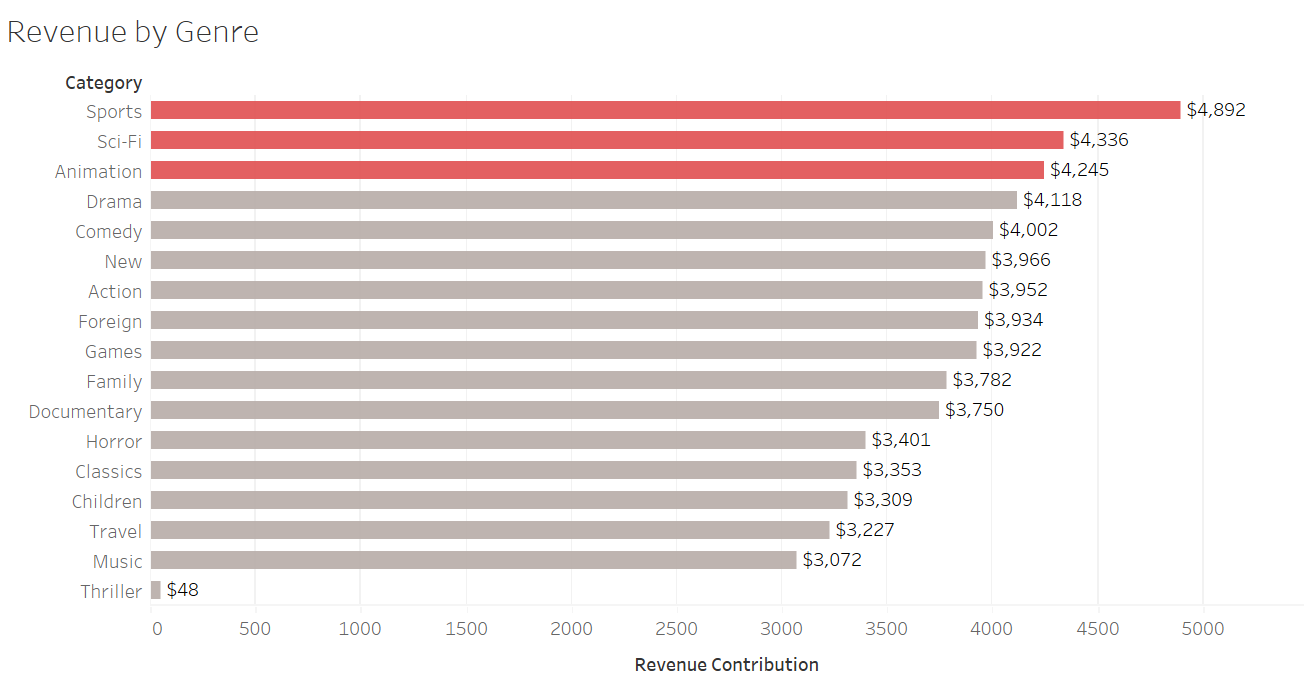 Revenue by Genre
Category
Sports $4,892
Sci-Fi $4,336
Animation $4,245
Drama $4,118
Comedy $4,002
New $3,966
Action $3,952
Foreign $3,934
Games $3,922
Family $3,782
Documentary $3,750
Horror $3,401
Classics $3,353
Children $3,309
Travel $3,227
Music $3,072
Thriller $48
0 500 1000 1500 2000 2500 3000 3500 4000 4500 5000
Revenue Contribution